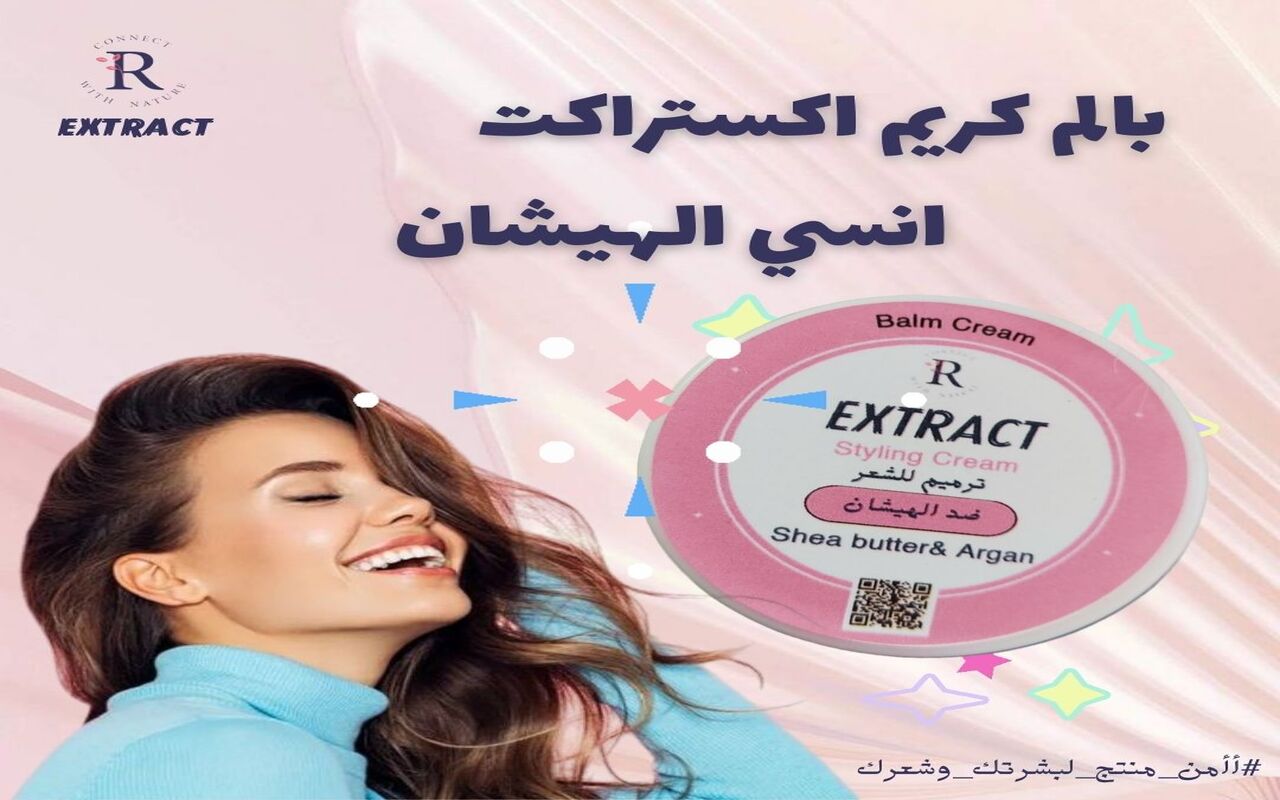 CONNECT
R
WITH NATURE
EXTRACT
بالم كريم اكستراكت
انسي الهيشان
Balm Cream
R
EXTRACT
Styling Cream
ترميم للشعر
ضد الهيشان
Shea butter& Argan
#أأمن_منتج_لبشرتك_وشعرك